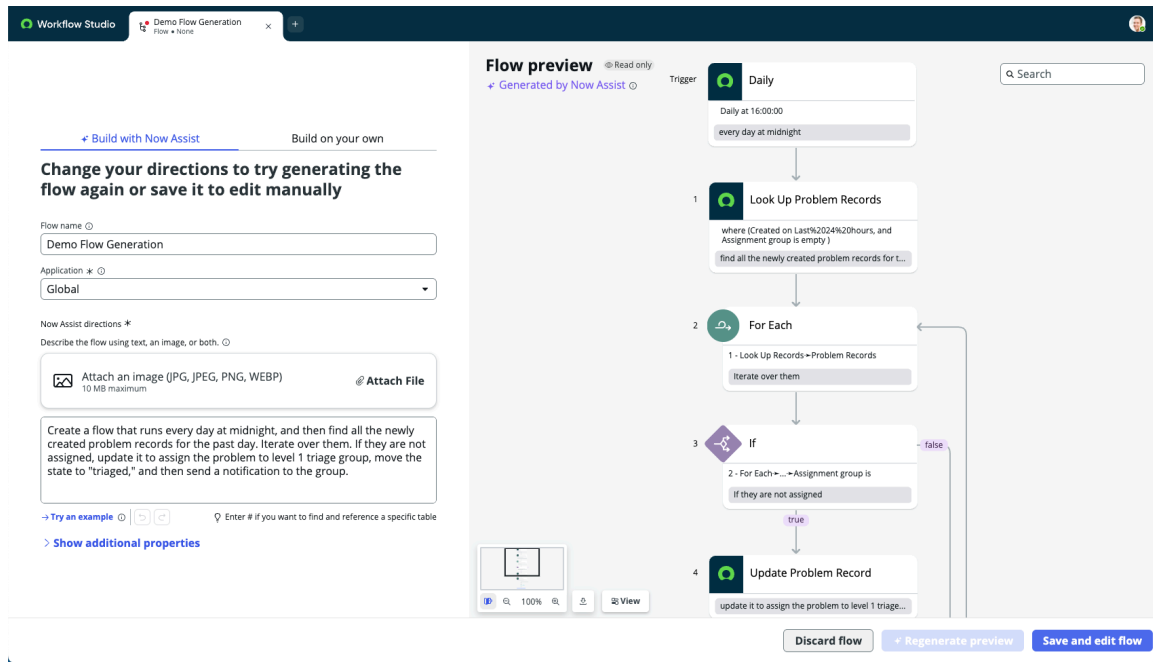 Workflow Studio
Demo Flow Generation
Flow • None
Build with Now Assist
Build on your own
Change your directions to try generating the
flow again or save it to edit manually
Flow name
Demo Flow Generation
Application *
Global
Now Assist directions *
Describe the flow using text, an image, or both.
Attach an image (JPG, JPEG, PNG, WEBP)
10 MB maximum
Attach File
Create a flow that runs every day at midnight, and then find all the newly
created problem records for the past day. Iterate over them. If they are not
assigned, update it to assign the problem to level 1 triage group, move the
state to "triaged," and then send a notification to the group.
Try an example
Enter # if you want to find and reference a specific table
Show additional properties
Flow preview
Read only
Generated by Now Assist
Search
Trigger
Daily
Daily at 16:00:00
every day at midnight
1
Look Up Problem Records
where (Created on Last%2024%20hours, and
Assignment group is empty )
find all the newly created problem records for t...
2
For Each
1 - Look Up Records➛Problem Records
Iterate over them
3
If
false
2 - For Each➛...➛Assignment group is
If they are not assigned
true
4
Update Problem Record
update it to assign the problem to level 1 triage...
100%
View
Discard flow
Regenerate preview
Save and edit flow